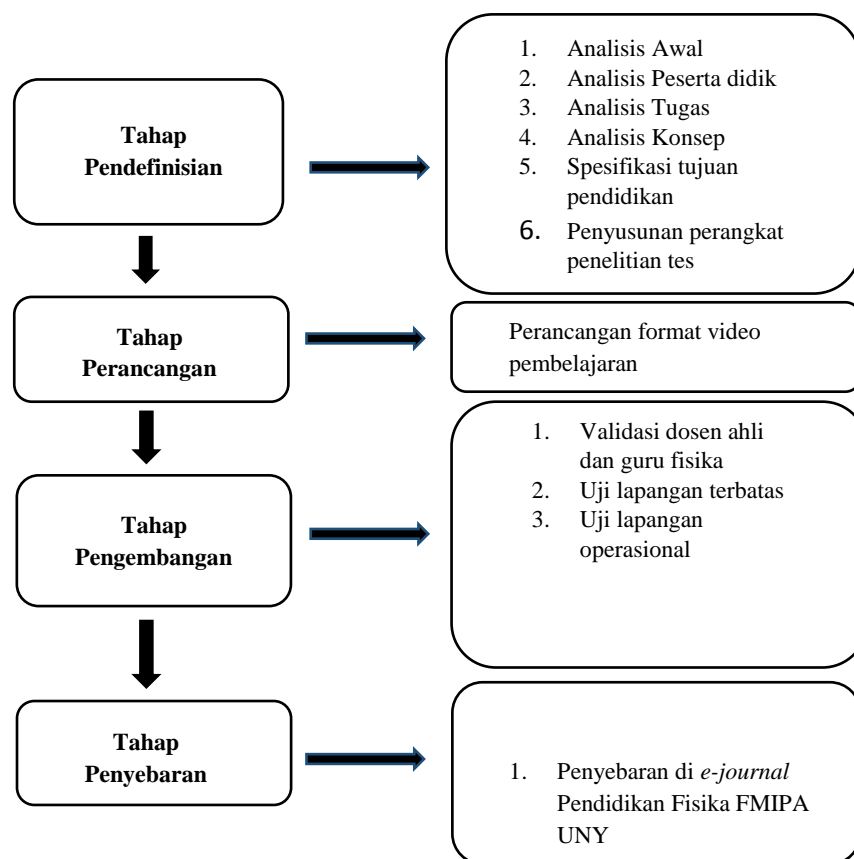 Tahap
Pendefinisian
1. Analisis Awal
2. Analisis Peserta didik
3. Analisis Tugas
4. Analisis Konsep
5. Spesifikasi tujuan
pendidikan
6. Penyusunan perangkat
penelitian tes
Tahap
Perancangan
Perancangan format video
pembelajaran
Tahap
Pengembangan
1. Validasi dosen ahli
dan guru fisika
2. Uji lapangan terbatas
3. Uji lapangan
operasional
Tahap
Penyebaran
1. Penyebaran di e-journal
Pendidikan Fisika FMIPA
UNY